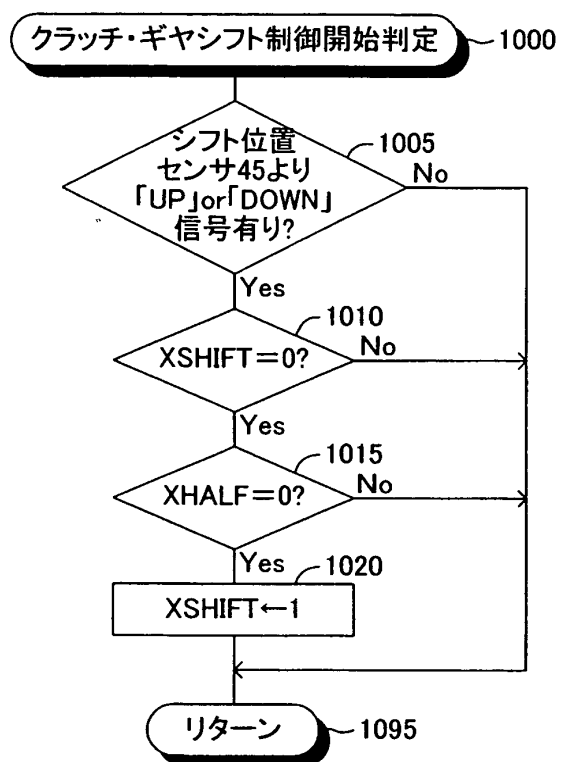 クラッチ・ギヤシフト制御開始判定
1000
シフト位置
センサ45より
「UP」or「DOWN」
信号有り?
1005
No
Yes
XSHIFT=0?
1010
No
Yes
XHALF=0?
1015
No
Yes
1020
XSHIFT←1
リターン
1095